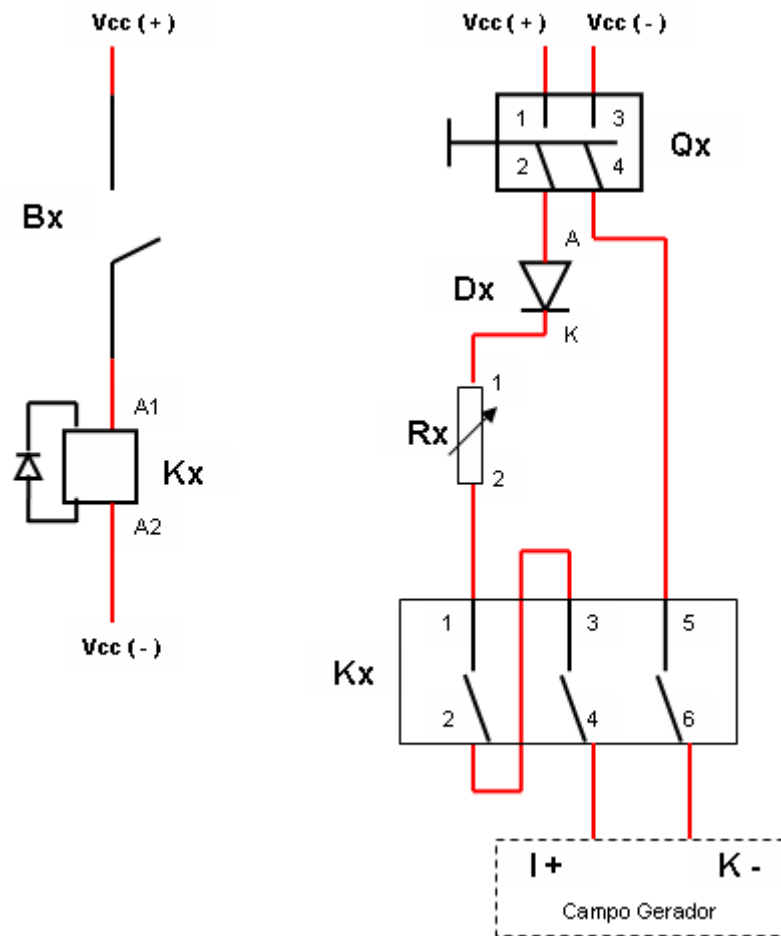 Vcc ( + )
Bx
A1
Kx
A2
Vcc ( - )
Vcc ( + ) Vcc ( - )
1 3
Qx
2 4
A
Dx
K
1
Rx
2
1 3 5
Kx
2 4 6
I + K -
Campo Gerador